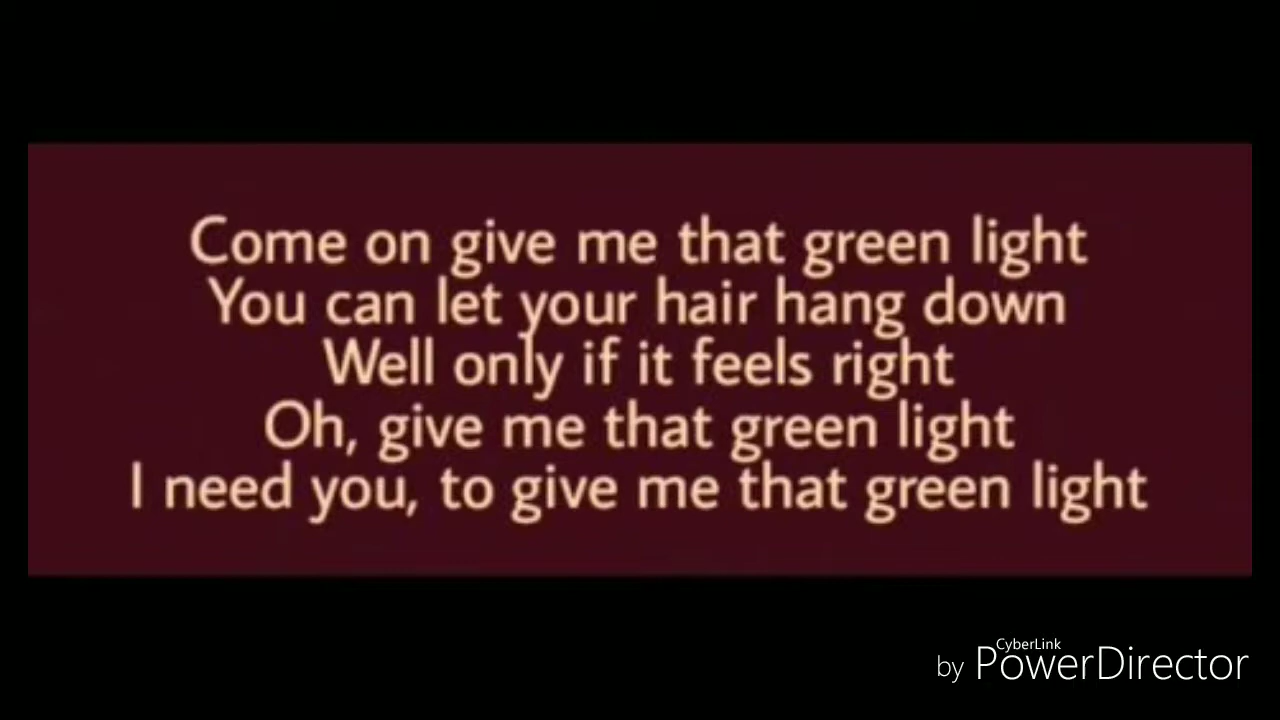 Come on give me that green light
You can let your hair hang down
Well only if it feels right
Oh, give me that green light
I need you, to give me that green light
CyberLink
by PowerDirector